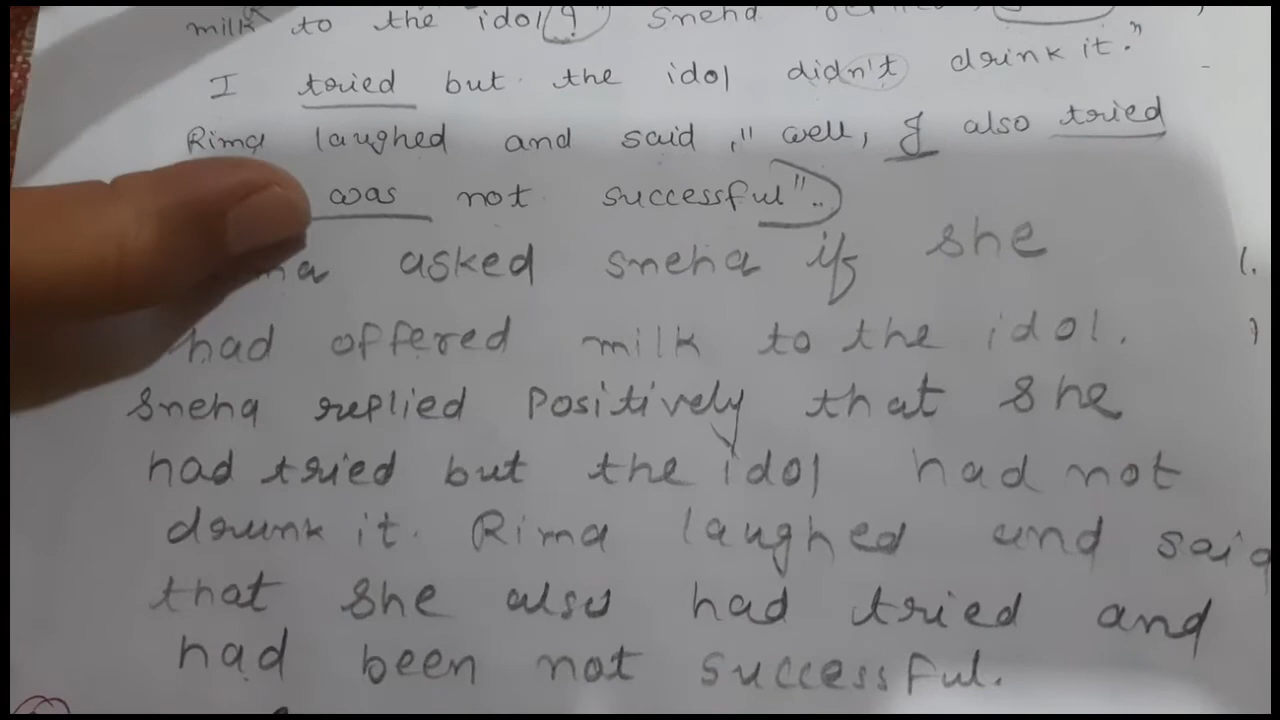 milk to the idol?" Sneha
I tried but the idol didn't drink it."
Rima laughed and said," well, I also tried
was not successful"..
asked Sneha if she
had offered milk to the idol.
Sneha replied positively that she
had tried but the idol had not
drunk it. Rima laughed and said
that she also had tried and
had been not successful.